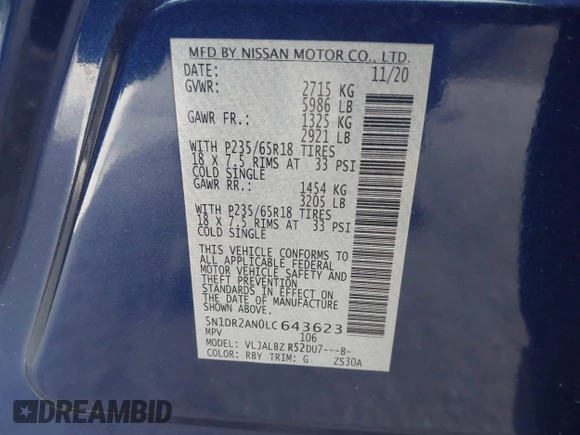 MFD BY NISSAN MOTOR CO., LTD.
DATE: 11/20
GVWR: 2715 KG
5986 LB
GAWR FR.: 1325 KG
2921 LB
WITH P235/65R18 TIRES
18 X 7.5 RIMS AT 33 PSI
COLD SINGLE
GAWR RR.: 1454 KG
3205 LB
WITH P235/65R18 TIRES
18 X 7.5 RIMS AT 33 PSI
COLD SINGLE
THIS VEHICLE CONFORMS TO
ALL APPLICABLE FEDERAL
MOTOR VEHICLE SAFETY AND
THEFT PREVENTION
STANDARDS IN EFFECT ON
THE DATE OF MANUFACTURE
SHOWN ABOVE.
5N1DR2AN0LC643623
MPV 106
MODEL: VLJALBZ R52DU7---B-
COLOR: RBY TRIM: G ZS30A
DREAMBID